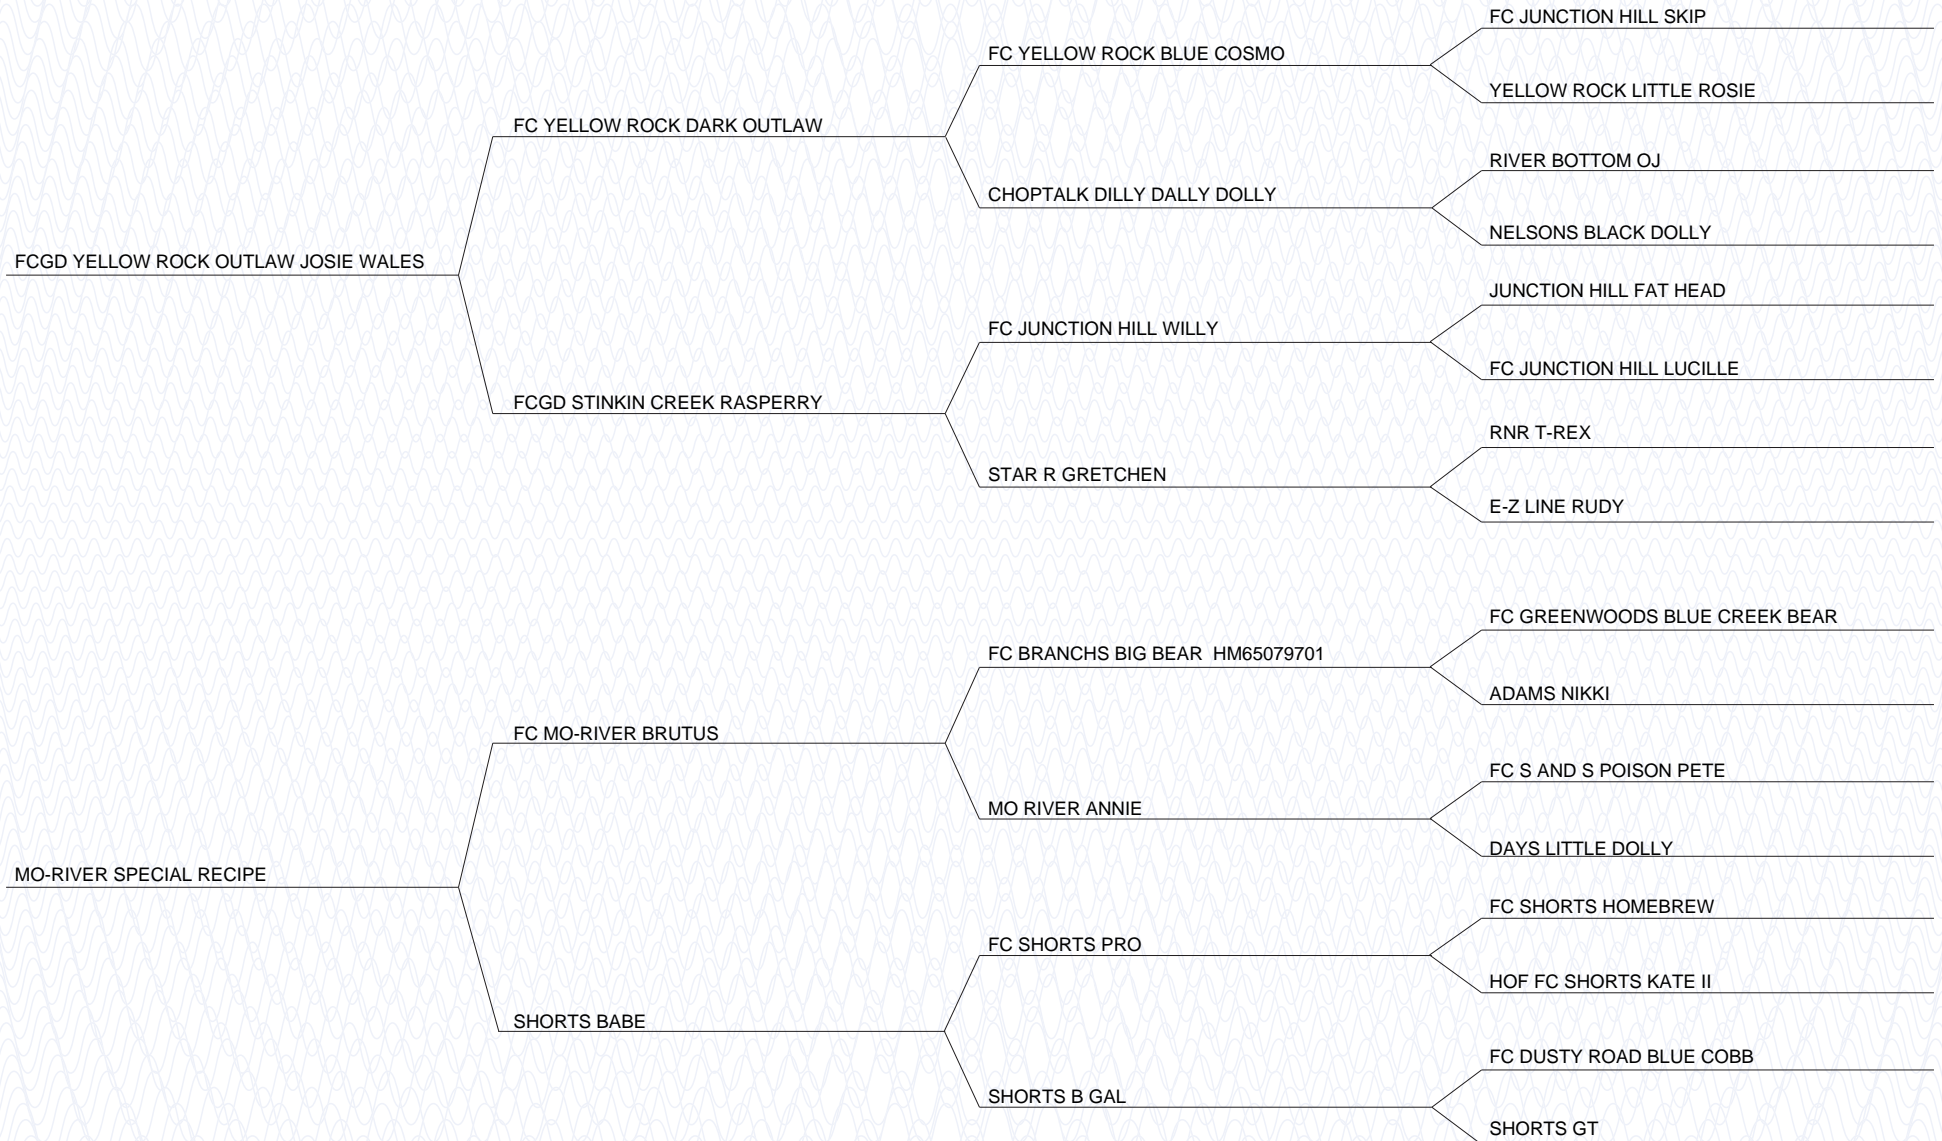 FC JUNCTION HILL SKIP
FC YELLOW ROCK BLUE COSMO
YELLOW ROCK LITTLE ROSIE
FC YELLOW ROCK DARK OUTLAW
RIVER BOTTOM OJ
CHOPTALK DILLY DALLY DOLLY
NELSONS BLACK DOLLY
FCGD YELLOW ROCK OUTLAW JOSIE WALES
JUNCTION HILL FAT HEAD
FC JUNCTION HILL WILLY
FC JUNCTION HILL LUCILLE
FCGD STINKIN CREEK RASPERRY
RNR T-REX
STAR R GRETCHEN
E-Z LINE RUDY
FC GREENWOODS BLUE CREEK BEAR
FC BRANCHS BIG BEAR HM65079701
ADAMS NIKKI
FC MO-RIVER BRUTUS
FC S AND S POISON PETE
MO RIVER ANNIE
DAYS LITTLE DOLLY
MO-RIVER SPECIAL RECIPE
FC SHORTS HOMEBREW
FC SHORTS PRO
HOF FC SHORTS KATE II
SHORTS BABE
FC DUSTY ROAD BLUE COBB
SHORTS B GAL
SHORTS GT